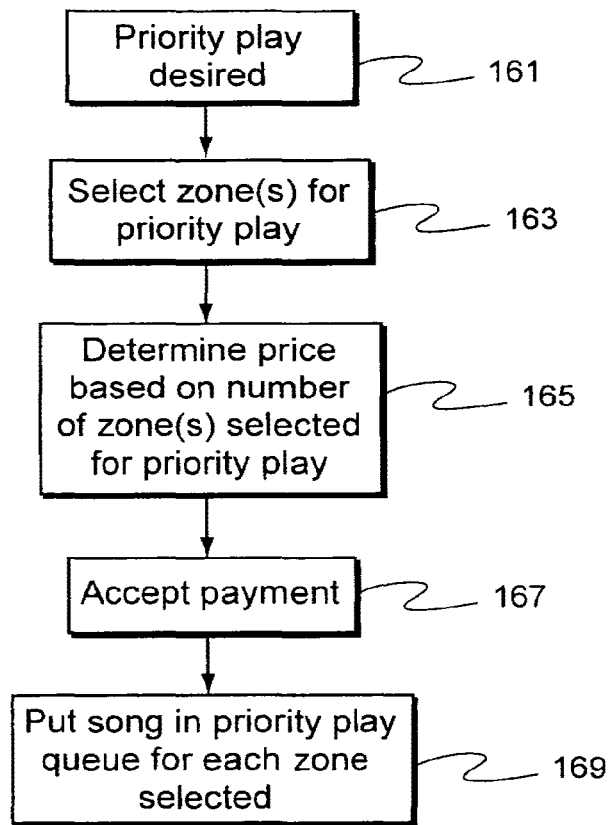 Priority play
desired
161
Select zone(s) for
priority play
163
Determine price
based on number
of zone(s) selected
for priority play
165
Accept payment
167
Put song in priority play
queue for each zone
selected
169